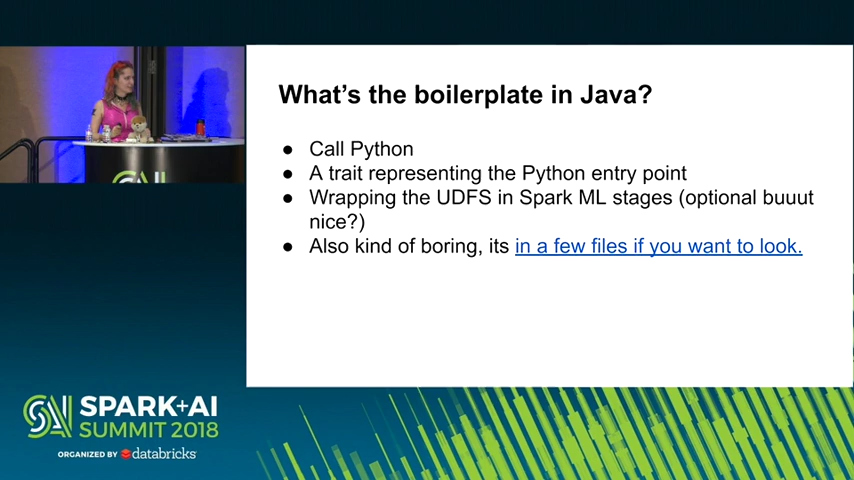 What's the boilerplate in Java?
● Call Python
● A trait representing the Python entry point
● Wrapping the UDFS in Spark ML stages (optional buuut
nice?)
● Also kind of boring, its in a few files if you want to look.
SPARK+AI
SUMMIT 2018
ORGANIZED BY databricks